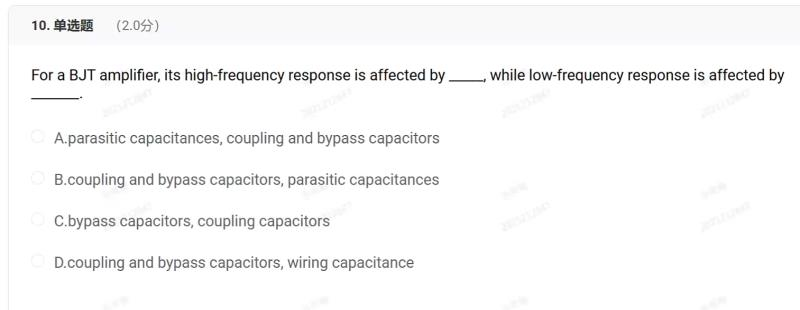 10. 单选题 （2.0分）
For a BJT amplifier, its high-frequency response is affected by _____, while low-frequency response is affected by
_______.
A.parasitic capacitances, coupling and bypass capacitors
B.coupling and bypass capacitors, parasitic capacitances
C.bypass capacitors, coupling capacitors
D.coupling and bypass capacitors, wiring capacitance